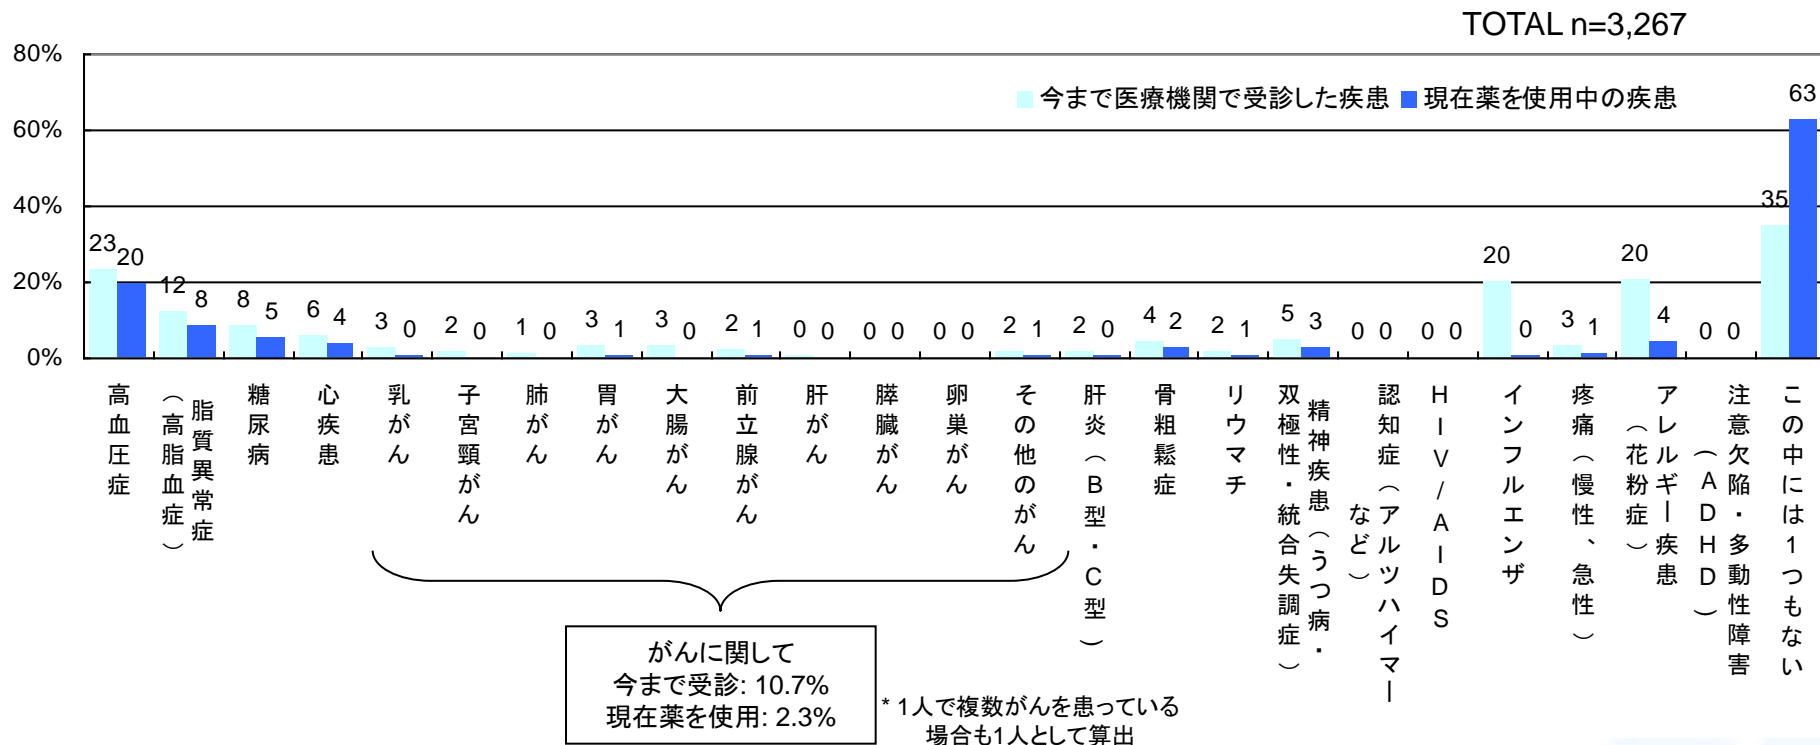 TOTAL n=3,267
今まで医療機関で受診した疾患
現在薬を使用中の疾患
80%
60%
40%
20%
0%
23
20
12
8
8
5
6
4
3
0
2
0
1
0
3
1
3
0
2
1
0
0
0
0
0
0
2
1
2
0
4
2
2
1
5
3
0
0
0
0
20
0
3
1
20
4
0
0
35
63
高血圧症
脂質異常症
（高脂血症）
糖尿病
心疾患
乳がん
子宮頸がん
肺がん
胃がん
大腸がん
前立腺がん
肝がん
膵臓がん
卵巣がん
その他のがん
肝炎（B型・C型）
骨粗鬆症
リウマチ
精神疾患（うつ病・
双極性・統合失調症）
認知症（アルツハイマー
など）
HIV/AIDS
インフルエンザ
疼痛（慢性、急性）
アレルギー疾患
（花粉症）
注意欠陥・多動性障害
（ADHD）
この中には1つもない
がんに関して
今まで受診: 10.7%
現在薬を使用: 2.3%
* 1人で複数がんを患っている
場合も1人として算出